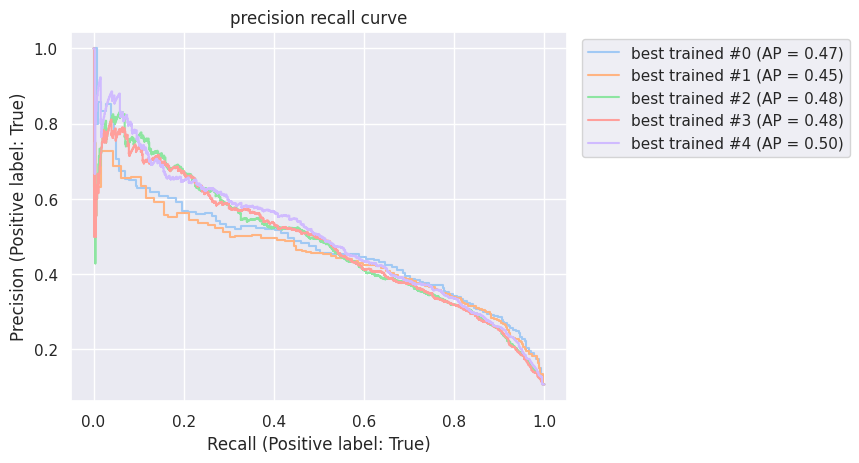 precision recall curve
1.0
0.8
0.6
0.4
0.2
Precision (Positive label: True)
0.0 0.2 0.4 0.6 0.8 1.0
Recall (Positive label: True)
best trained #0 (AP = 0.47)
best trained #1 (AP = 0.45)
best trained #2 (AP = 0.48)
best trained #3 (AP = 0.48)
best trained #4 (AP = 0.50)